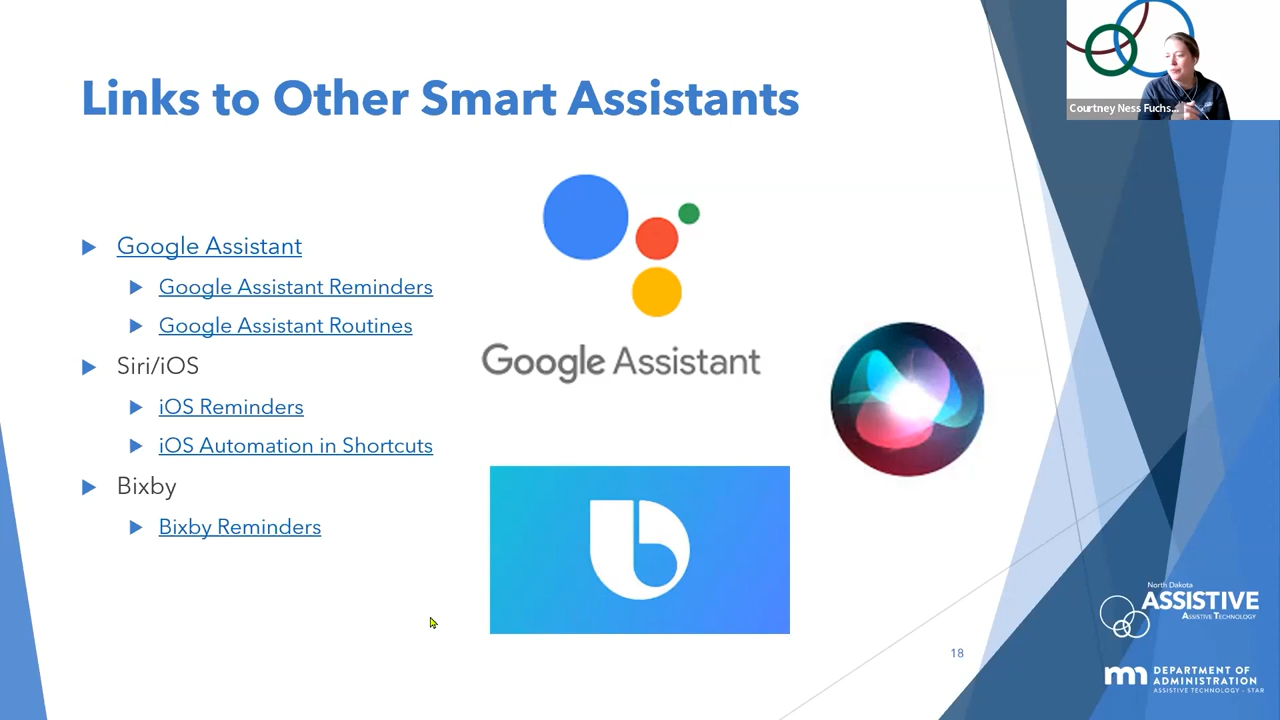 Links to Other Smart Assistants
Courtney Ness Fuchs...
Google Assistant
Google Assistant Reminders
Google Assistant Routines
Siri/iOS
iOS Reminders
iOS Automation in Shortcuts
Bixby
Bixby Reminders
Google Assistant
b
18
North Dakota
ASSISTIVE
ASSISTIVE TECHNOLOGY
mn DEPARTMENT OF
ADMINISTRATION
ASSISTIVE TECHNOLOGY - STAR